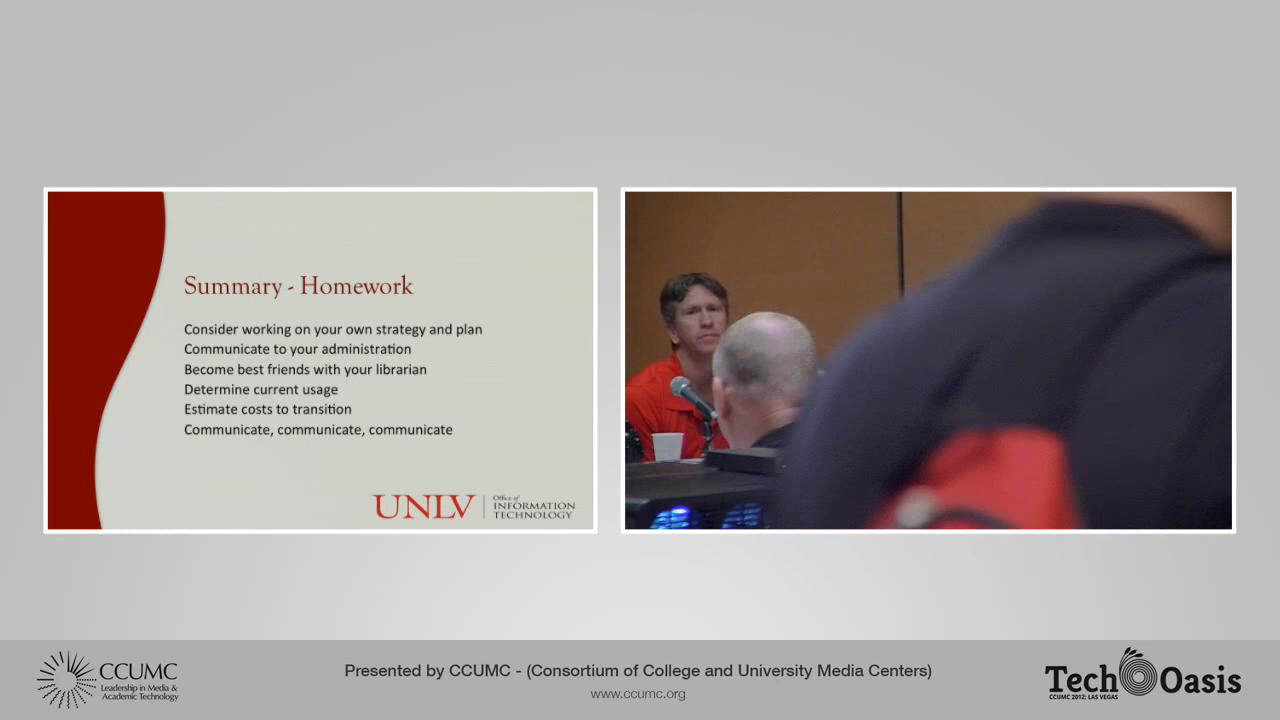 Summary - Homework
Consider working on your own strategy and plan
Communicate to your administration
Become best friends with your librarian
Determine current usage
Estimate costs to transition
Communicate, communicate, communicate
UNLV
Office of
INFORMATION
TECHNOLOGY
CCUMC
Leadership in Media &
Academic Technology
Presented by CCUMC - (Consortium of College and University Media Centers)
www.ccumc.org
Tech Oasis
CCUMC 2012: LAS VEGAS